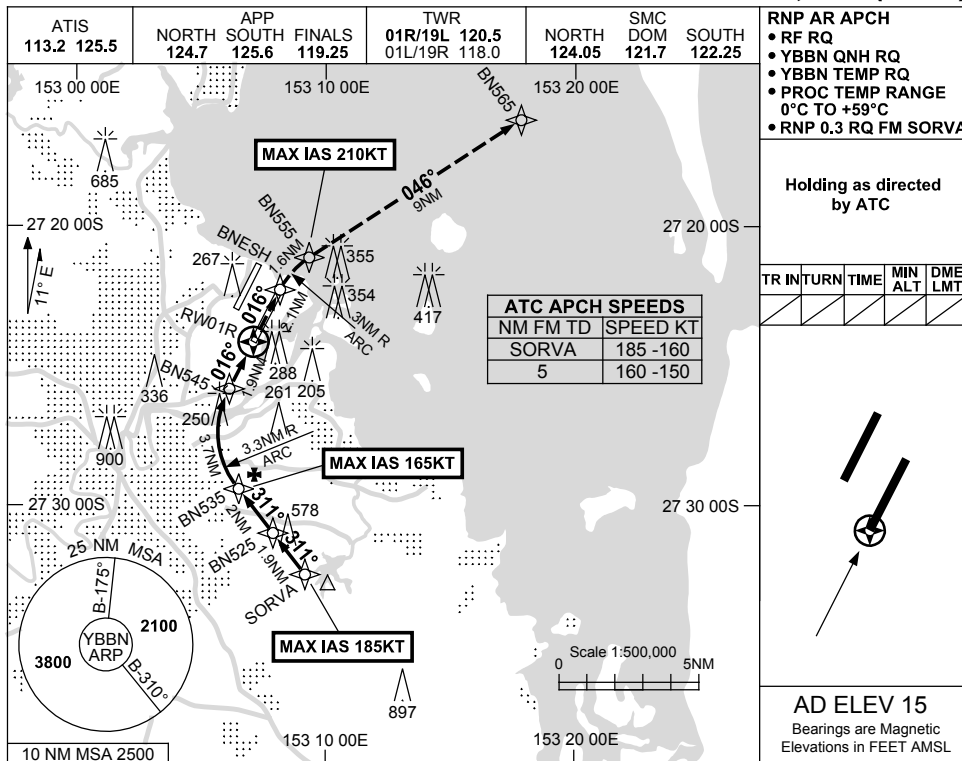 ATIS
113.2 125.5
APP
NORTH SOUTH FINALS
124.7 125.6 119.25
TWR
01R/19L 120.5
01L/19R 118.0
SMC
NORTH DOM SOUTH
124.05 121.7 122.25
RNP AR APCH
• RF RQ
• YBBN QNH RQ
• YBBN TEMP RQ
• PROC TEMP RANGE
0°C TO +59°C
• RNP 0.3 RQ FM SORVA
Holding as directed
by ATC
TR IN TURN TIME MIN ALT DME LMT
153 00 00E
153 10 00E
153 20 00E
BN565
685
MAX IAS 210KT
046°
9NM
27 20 00S
27 20 00S
11° E
BN555
BNESH
1.6NM
267
355
354
417
016°
2.1NM
.3NM R
ARC
RW01R
ATC APCH SPEEDS
NM FM TD SPEED KT
SORVA 185 -160
5 160 -150
016°
1.9NM
BN545
288
336
261
205
250
900
3.7NM
3.3NM R
ARC
MAX IAS 165KT
BN535
27 30 00S
27 30 00S
311°
2NM
578
BN525
311°
1.9NM
SORVA
25 NM MSA
B-175°
2100
YBBN
ARP
3800
B-310°
MAX IAS 185KT
Scale 1:500,000
0 5NM
897
10 NM MSA 2500
153 10 00E
153 20 00E
AD ELEV 15
Bearings are Magnetic
Elevations in FEET AMSL